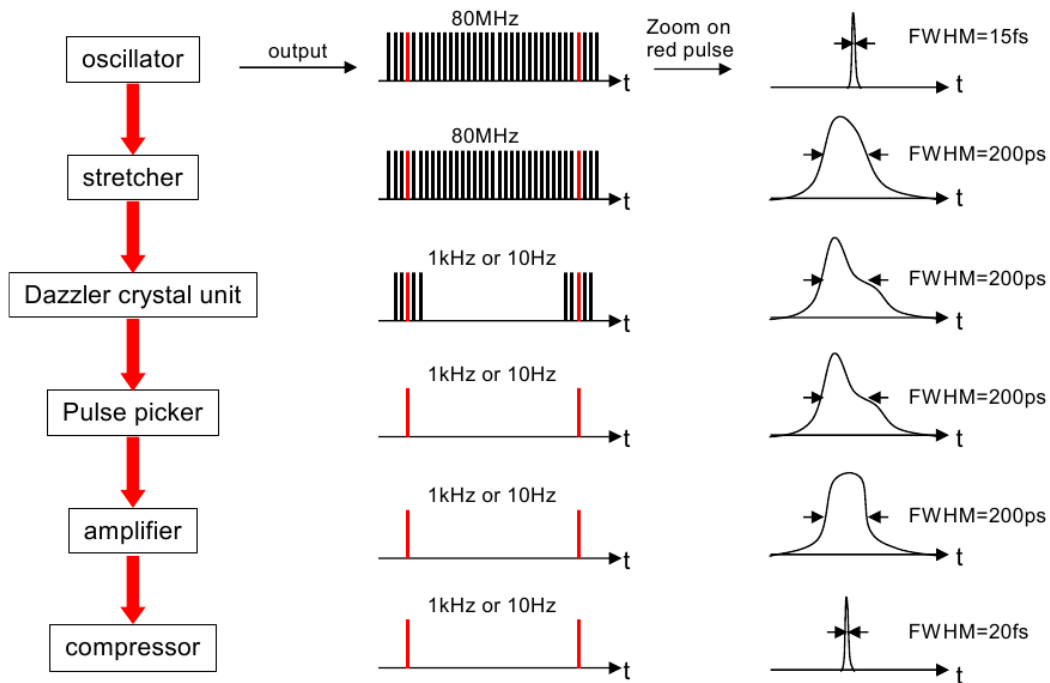 oscillator
output
80MHz
t
Zoom on
red pulse
FWHM=15fs
t
stretcher
80MHz
t
FWHM=200ps
t
Dazzler crystal unit
1kHz or 10Hz
t
FWHM=200ps
t
Pulse picker
1kHz or 10Hz
t
FWHM=200ps
t
amplifier
1kHz or 10Hz
t
FWHM=200ps
t
compressor
1kHz or 10Hz
t
FWHM=20fs
t